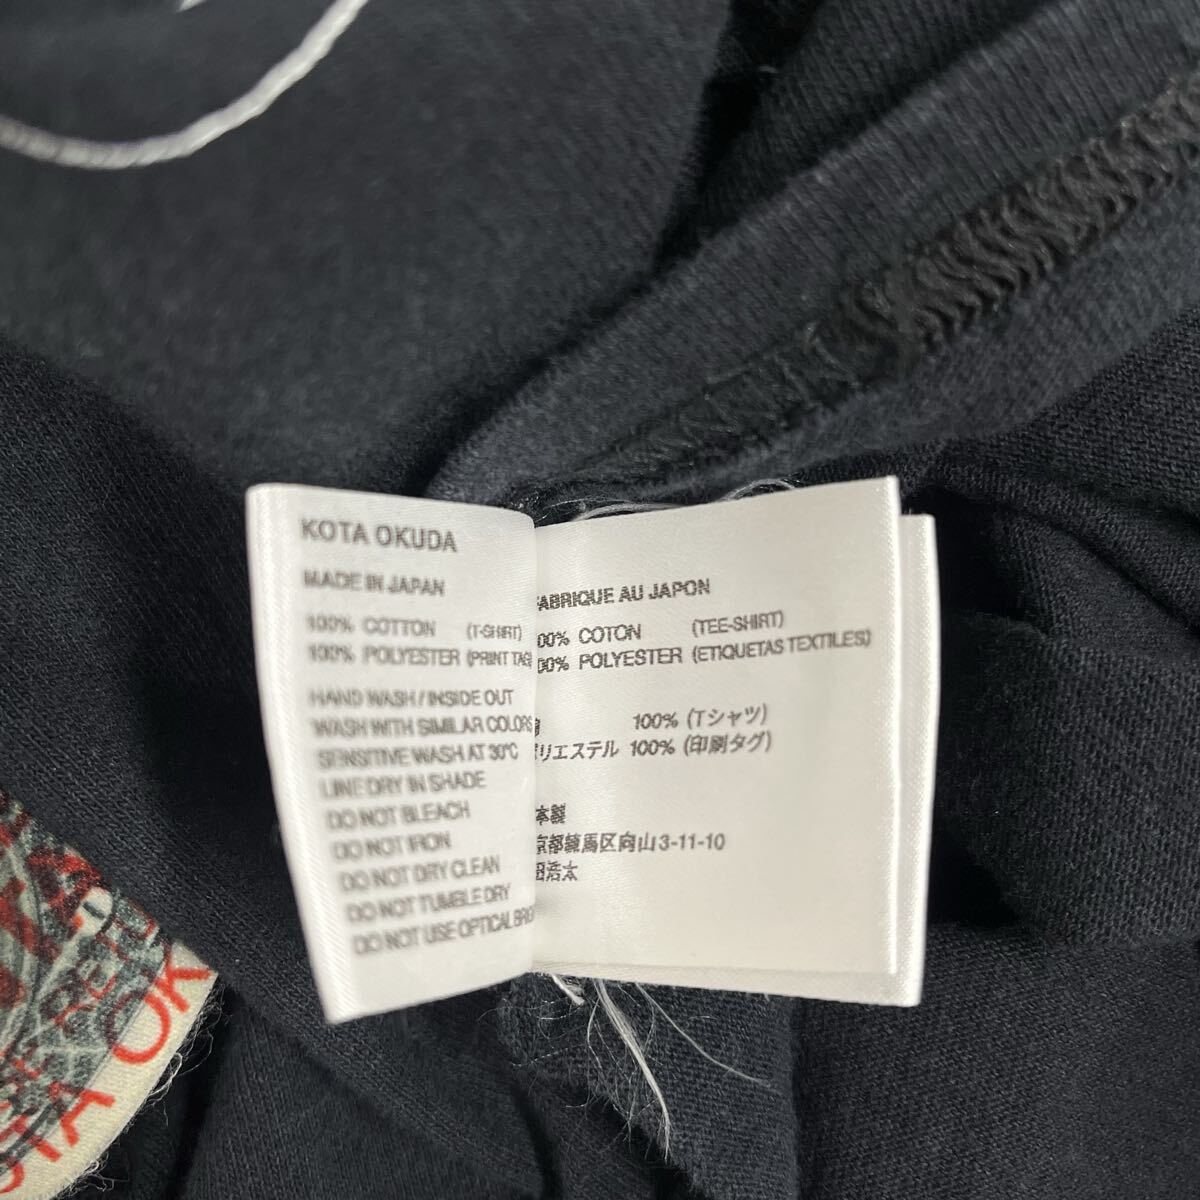 KOTA OKUDA
MADE IN JAPAN
100% COTTON (T-SHIRT)
100% POLYESTER (PRINT TAG
HAND WASH / INSIDE OUT
WASH WITH SIMILAR COLORS
SENSITIVE WASH AT 30°C
LINE DRY IN SHADE
DO NOT BLEACH
DO NOT IRON
DO NOT DRY CLEAN
DO NOT TUMBLE DRY
DO NOT USE OPTICAL
ABRIQUE AU JAPON
00% COTON (TEE-SHIRT)
00% POLYESTER (ETIQUETAS TEXTILES)
100% (Tシャツ)
リエステル 100% (印刷タグ)
本製
京都練馬区向山3-11-10
田浩太
OTA OK